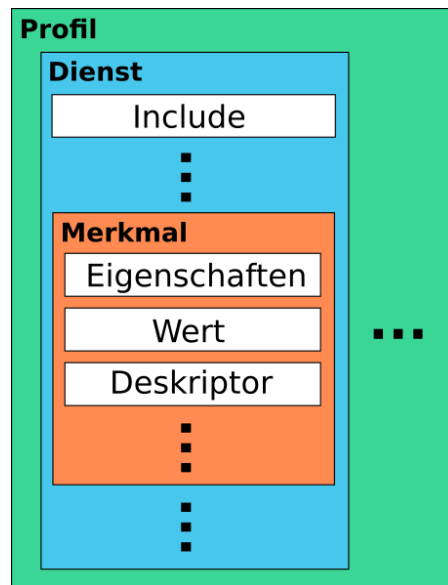 Profil
Dienst
Include
Merkmal
Eigenschaften
Wert
Deskriptor